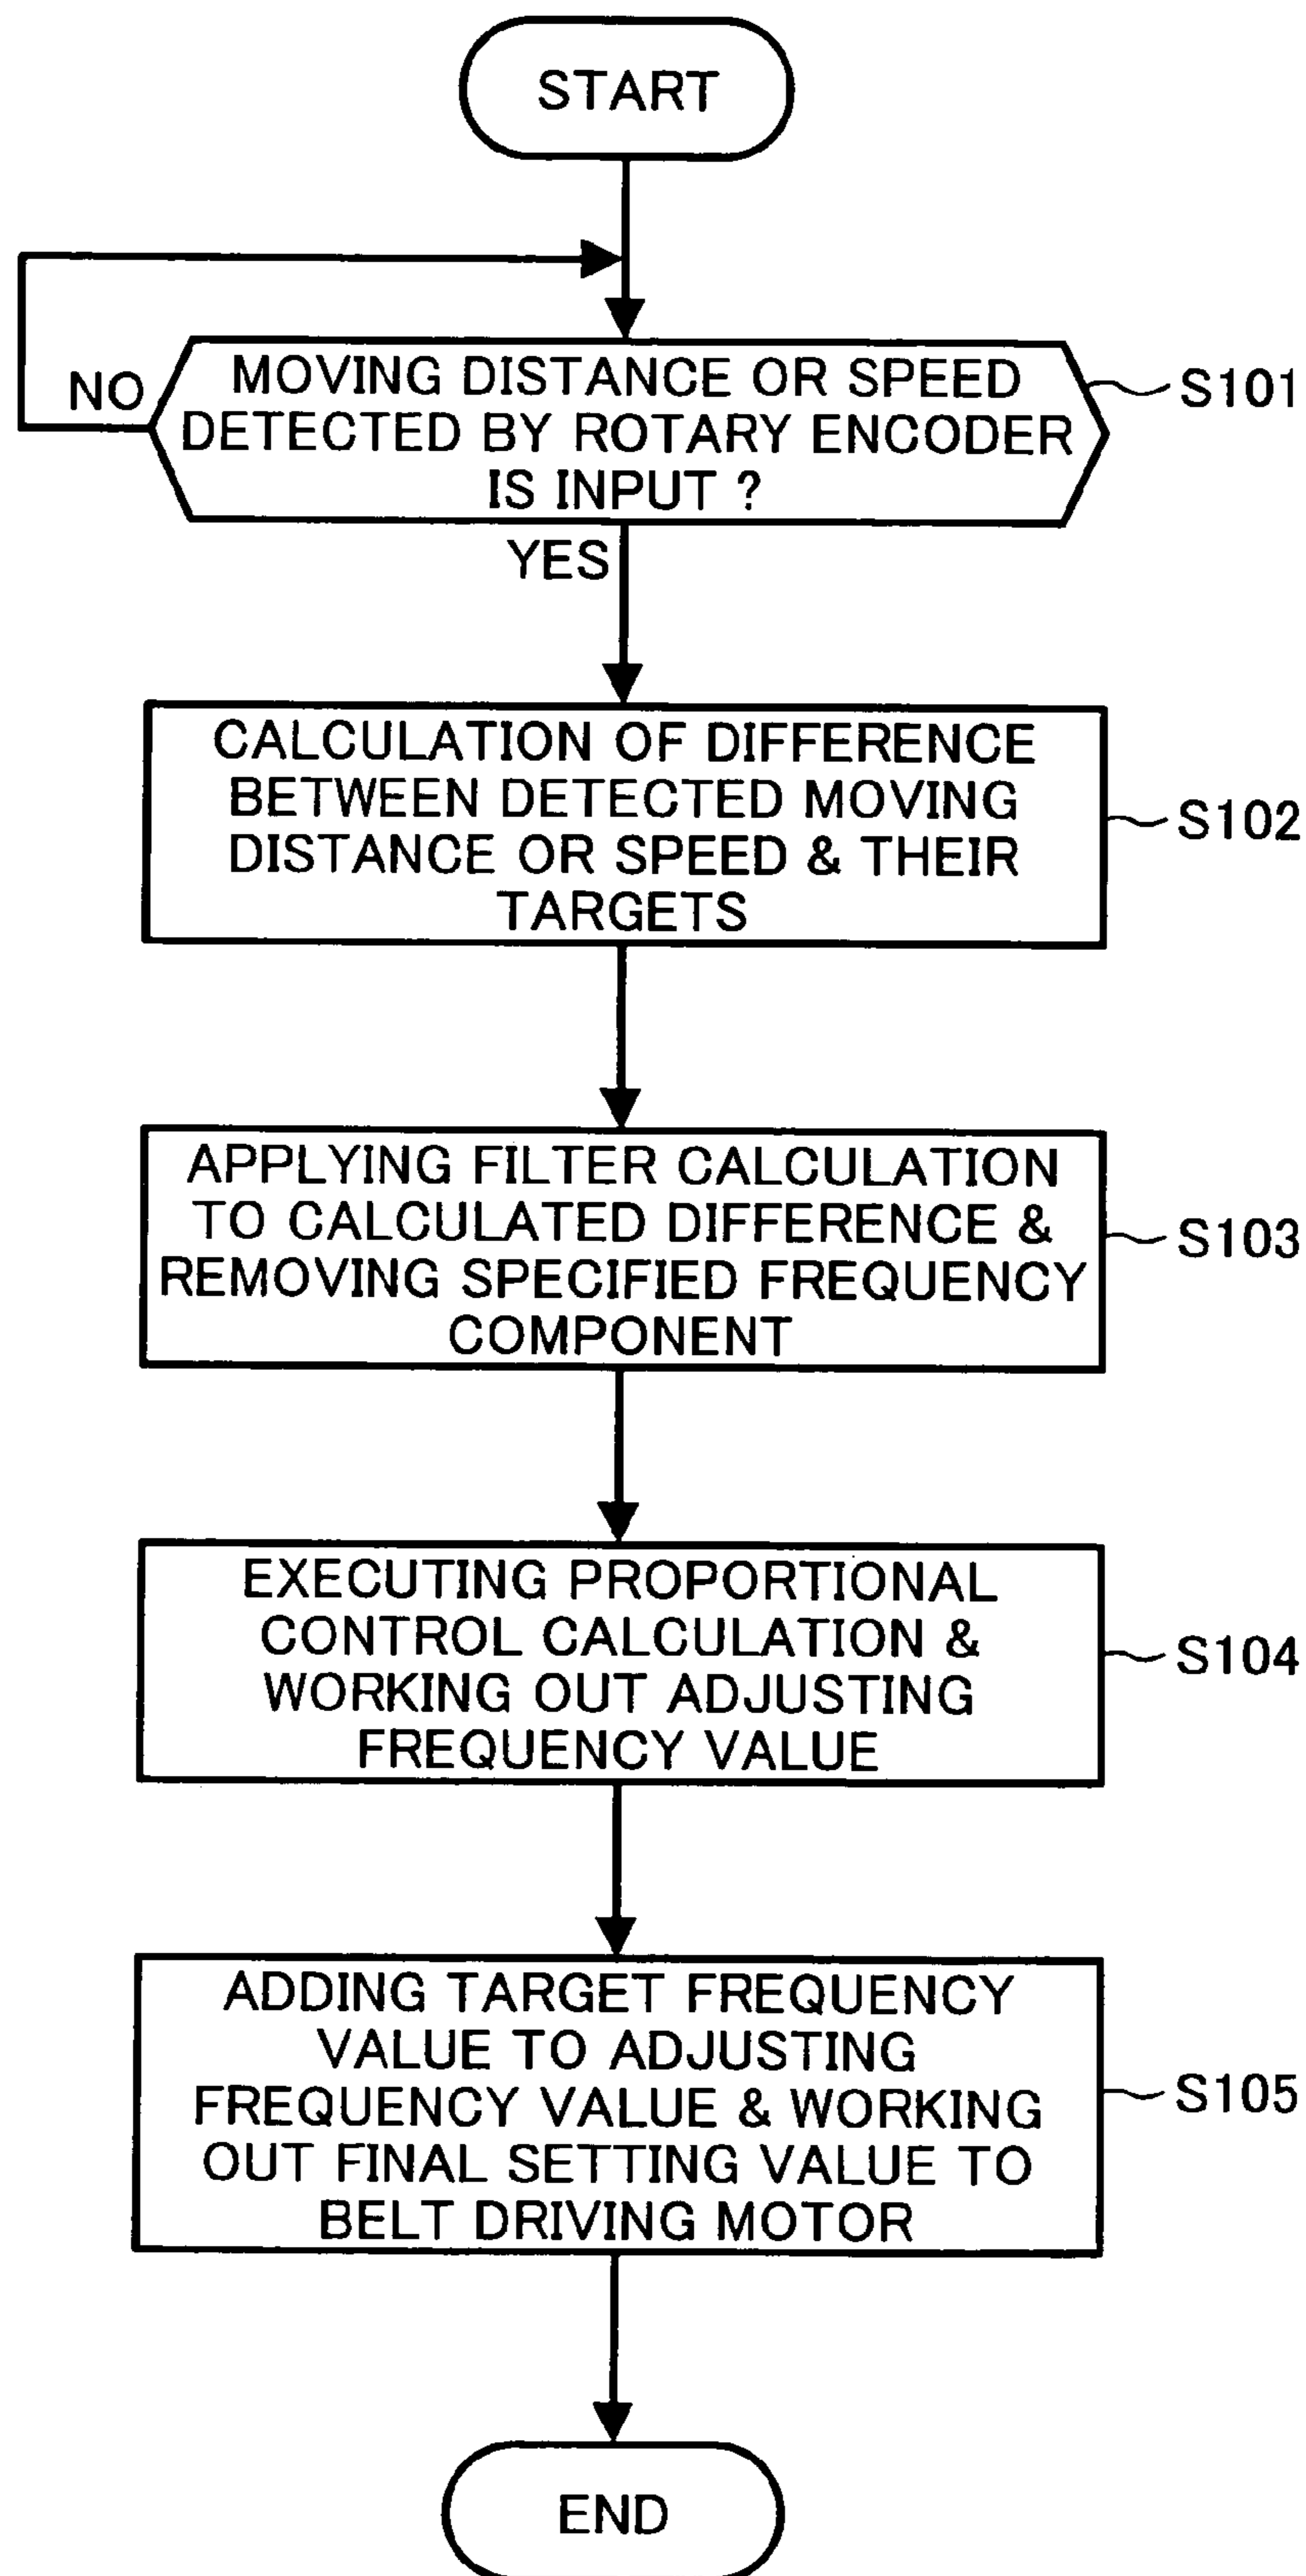 START
NO
MOVING DISTANCE OR SPEED
DETECTED BY ROTARY ENCODER
IS INPUT ?
S101
YES
CALCULATION OF DIFFERENCE
BETWEEN DETECTED MOVING
DISTANCE OR SPEED & THEIR
TARGETS
S102
APPLYING FILTER CALCULATION
TO CALCULATED DIFFERENCE &
REMOVING SPECIFIED FREQUENCY
COMPONENT
S103
EXECUTING PROPORTIONAL
CONTROL CALCULATION &
WORKING OUT ADJUSTING
FREQUENCY VALUE
S104
ADDING TARGET FREQUENCY
VALUE TO ADJUSTING
FREQUENCY VALUE & WORKING
OUT FINAL SETTING VALUE TO
BELT DRIVING MOTOR
S105
END